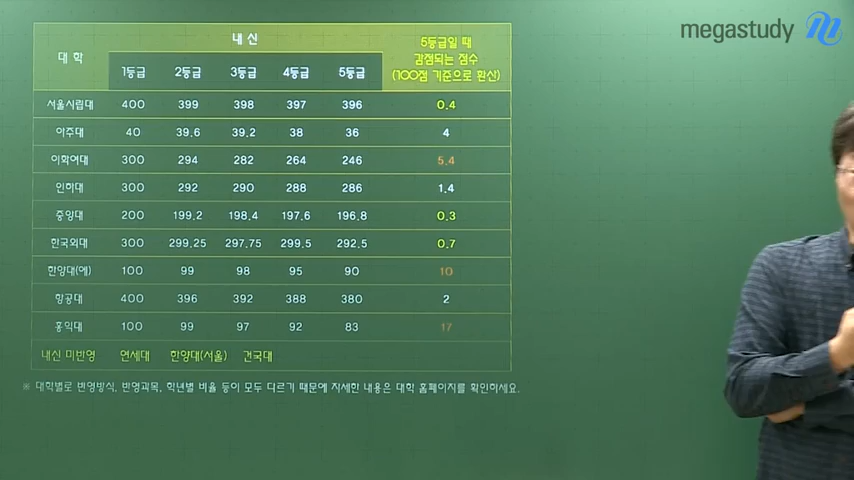 megastudy
대학 내신 5등급일 때 감점되는 점수 (100점 기준으로 환산)
1등급 2등급 3등급 4등급 5등급
서울시립대 400 399 398 397 396 0.4
아주대 40 39.6 39.2 38 36 4
이화여대 300 294 282 264 246 5.4
인하대 300 292 290 288 286 1.4
중앙대 200 199.2 198.4 197.6 196.8 0.3
한국외대 300 299.25 297.75 299.5 292.5 0.7
한양대(에) 100 99 98 95 90 10
항공대 400 396 392 388 380 2
홍익대 100 99 97 92 83 17
내신 미반영 연세대 한양대(서울) 건국대
※ 대학별로 반영방식, 반영과목, 학년별 비율 등이 모두 다르기 때문에 자세한 내용은 대학 홈페이지를 확인하세요.